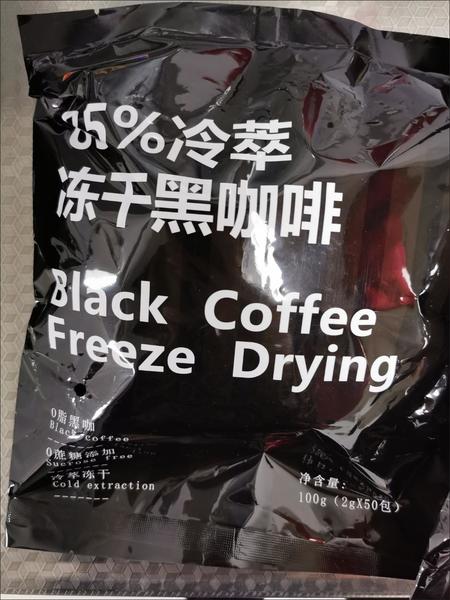 冷萃
冻干黑咖啡
Black Coffee
Freeze Drying
0脂黑咖
Black Coffee
0蔗糖添加
Sucrose free
冷萃冻干
Cold extraction
净含量:
100g（2gX50包）